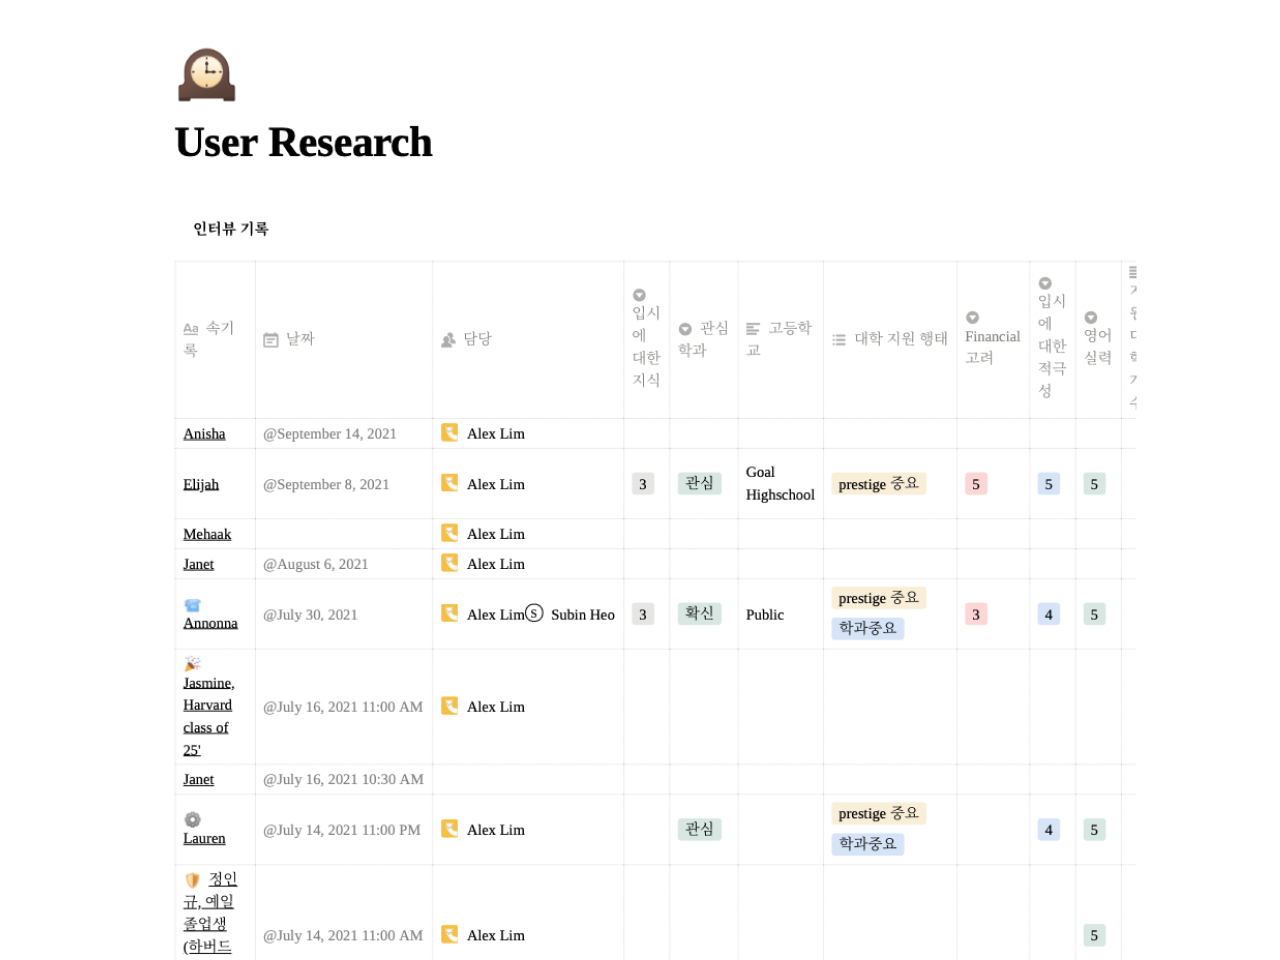 User Research
인터뷰 기록
Aa 속기
록
날짜
담당
입시
에
대한
지식
관심
학과
고등학
교
대학 지원 행태
Financial
고려
입시
에
대한
적극
성
영어
실력
Anisha
@September 14, 2021
Alex Lim
Elijah
@September 8, 2021
Alex Lim
3
관심
Goal
Highschool
prestige 중요
5
5
5
Mehaak
Alex Lim
Janet
@August 6, 2021
Alex Lim
Annonna
@July 30, 2021
Alex Lim S Subin Heo
3
확신
Public
prestige 중요
학과중요
3
4
5
Jasmine,
Harvard
class of
25'
@July 16, 2021 11:00 AM
Alex Lim
Janet
@July 16, 2021 10:30 AM
Lauren
@July 14, 2021 11:00 PM
Alex Lim
관심
prestige 중요
학과중요
4
5
정인
규, 예일
졸업생
(하버드
@July 14, 2021 11:00 AM
Alex Lim
5